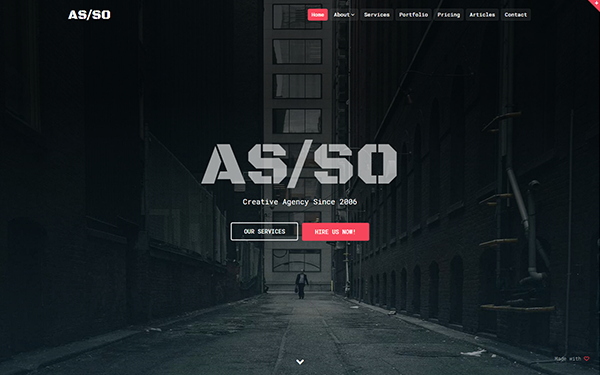 AS/SO
Home About Services Portfolio Pricing Articles Contact
AS/SO
Creative Agency Since 2006
OUR SERVICES HIRE US NOW!
Made with